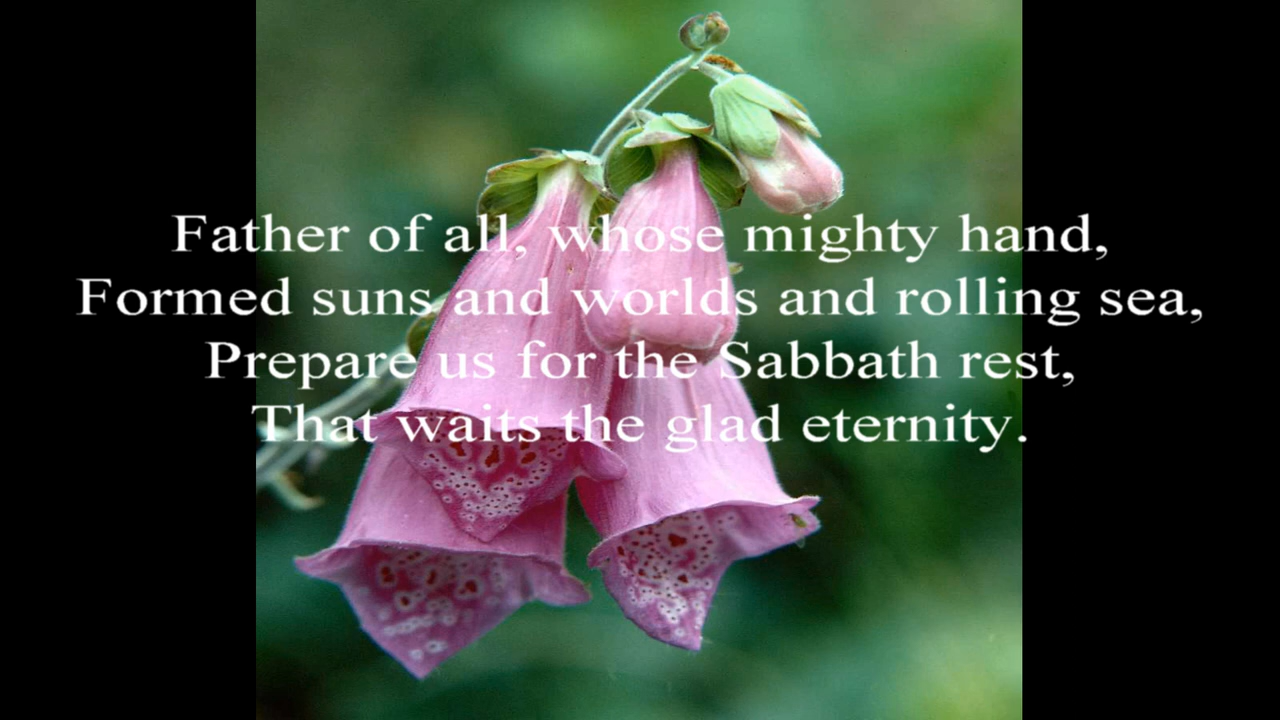 Father of all, whose mighty hand,
Formed suns and worlds and rolling sea,
Prepare us for the Sabbath rest,
That waits the glad eternity.